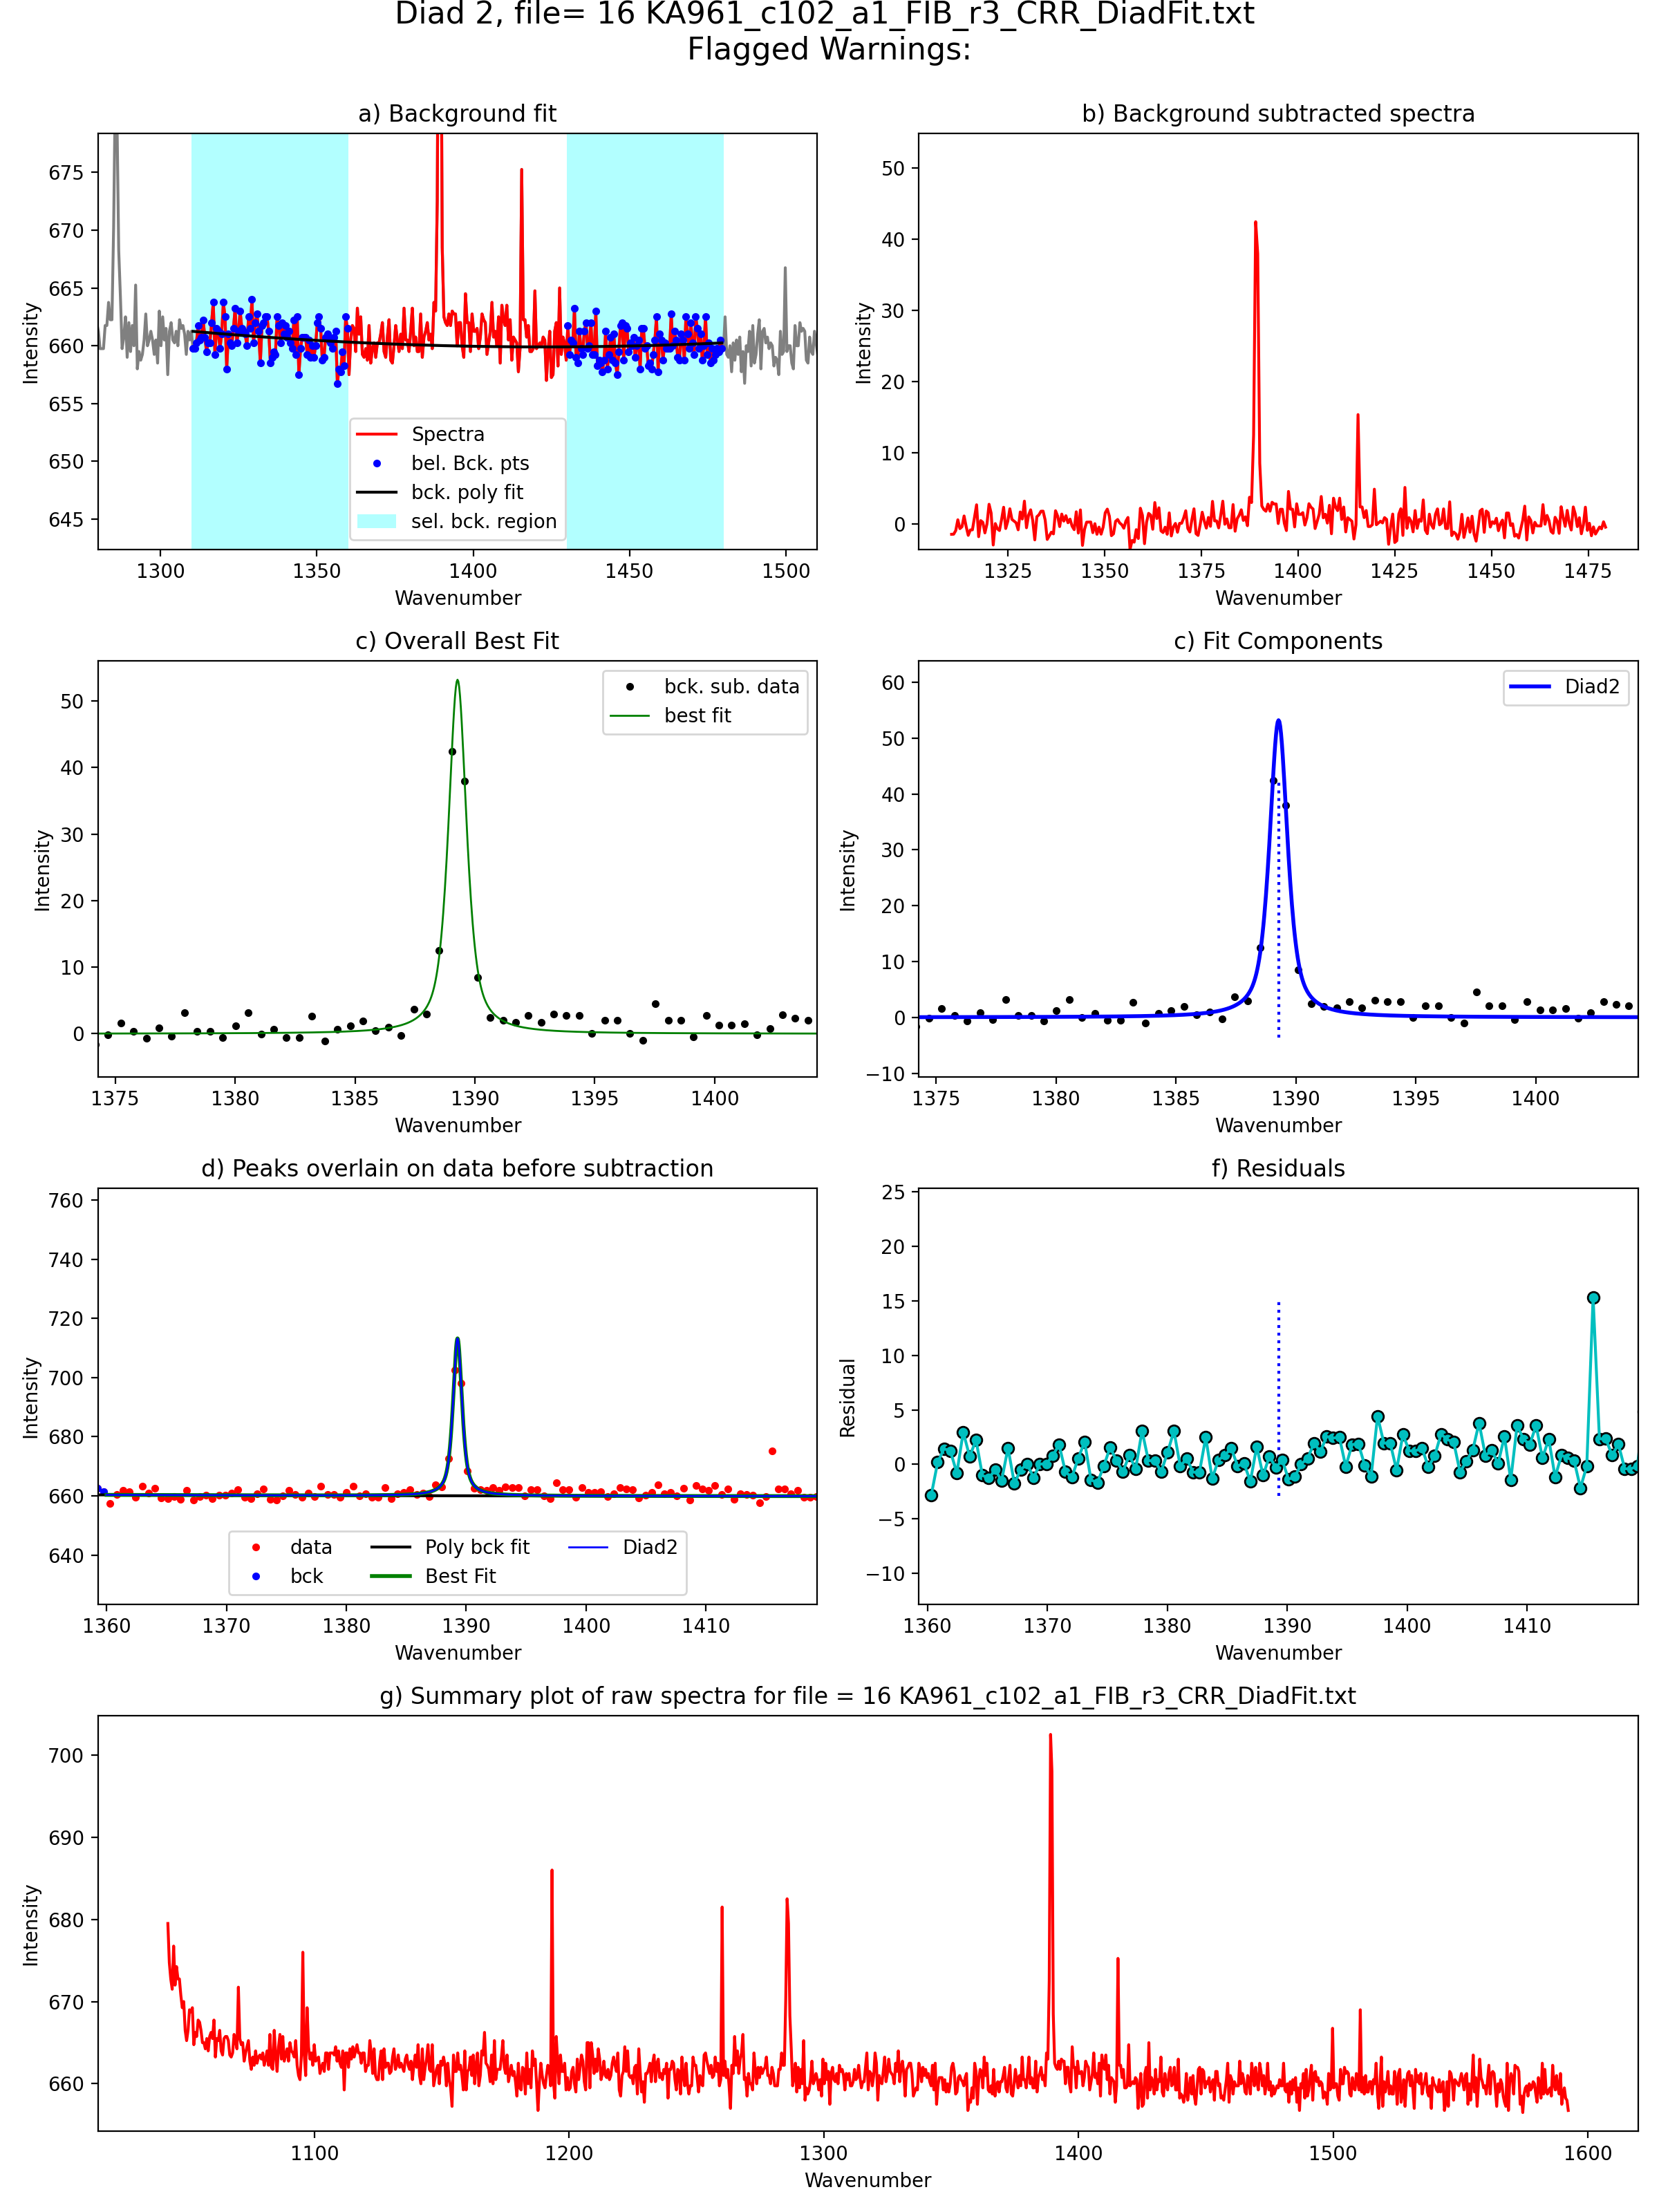 Diad 2, file= 16 KA961_c102_a1_FIB_r3_CRR_DiadFit.txt
Flagged Warnings:
a) Background fit
675
670
665
660
655
650
645
Intensity
Spectra
bel. Bck. pts
bck. poly fit
sel. bck. region
1300 1350 1400 1450 1500
Wavenumber
b) Background subtracted spectra
50
40
30
20
10
0
Intensity
1325 1350 1375 1400 1425 1450 1475
Wavenumber
c) Overall Best Fit
50
40
30
20
10
0
Intensity
bck. sub. data
best fit
1375 1380 1385 1390 1395 1400
Wavenumber
c) Fit Components
60
50
40
30
20
10
0
−10
Intensity
Diad2
1375 1380 1385 1390 1395 1400
Wavenumber
d) Peaks overlain on data before subtraction
760
740
720
700
680
660
640
Intensity
data Poly bck fit Diad2
bck Best Fit
1360 1370 1380 1390 1400 1410
Wavenumber
f) Residuals
25
20
15
10
5
0
−5
−10
Residual
1360 1370 1380 1390 1400 1410
Wavenumber
g) Summary plot of raw spectra for file = 16 KA961_c102_a1_FIB_r3_CRR_DiadFit.txt
700
690
680
670
660
Intensity
1100 1200 1300 1400 1500 1600
Wavenumber